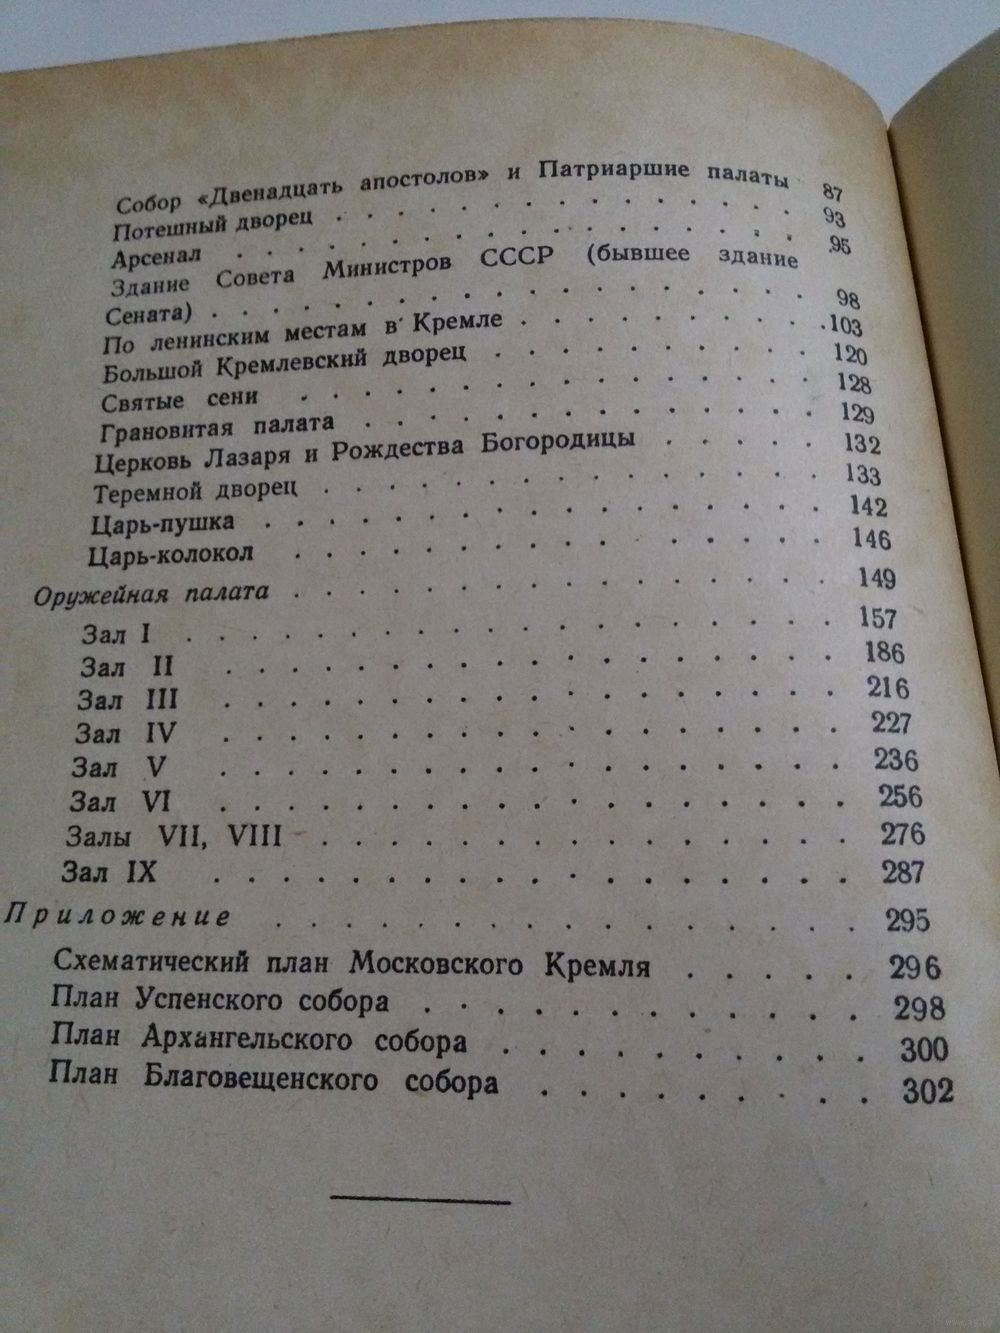 Собор «Двенадцать апостолов» и Патриаршие палаты 87
Потешный дворец . . . . . . . . . . . . . . 93
Арсенал . . . . . . . . . . . . . . . . . 95
Здание Совета Министров СССР (бывшее здание
Сената) . . . . . . . . . . . . . . . . . . 98
По ленинским местам в Кремле . . . . . . . . . . 103
Большой Кремлевский дворец . . . . . . . . . . 120
Святые сени . . . . . . . . . . . . . . . . 128
Грановитая палата . . . . . . . . . . . . . . 129
Церковь Лазаря и Рождества Богородицы . . . . . 132
Теремной дворец . . . . . . . . . . . . . . . 133
Царь-пушка . . . . . . . . . . . . . . . . . 142
Царь-колокол . . . . . . . . . . . . . . . . 146
Оружейная палата . . . . . . . . . . . . . . . . 149
Зал I . . . . . . . . . . . . . . . . . . . . 157
Зал II . . . . . . . . . . . . . . . . . . . 186
Зал III . . . . . . . . . . . . . . . . . . . 216
Зал IV . . . . . . . . . . . . . . . . . . . 227
Зал V . . . . . . . . . . . . . . . . . . . 236
Зал VI . . . . . . . . . . . . . . . . . . . 256
Залы VII, VIII . . . . . . . . . . . . . . . . 276
Зал IX . . . . . . . . . . . . . . . . . . . 287
Приложение . . . . . . . . . . . . . . . . . 295
Схематический план Московского Кремля . . . . . 296
План Успенского собора . . . . . . . . . . . . . 298
План Архангельского собора . . . . . . . . . . . 300
План Благовещенского собора . . . . . . . . . . 302